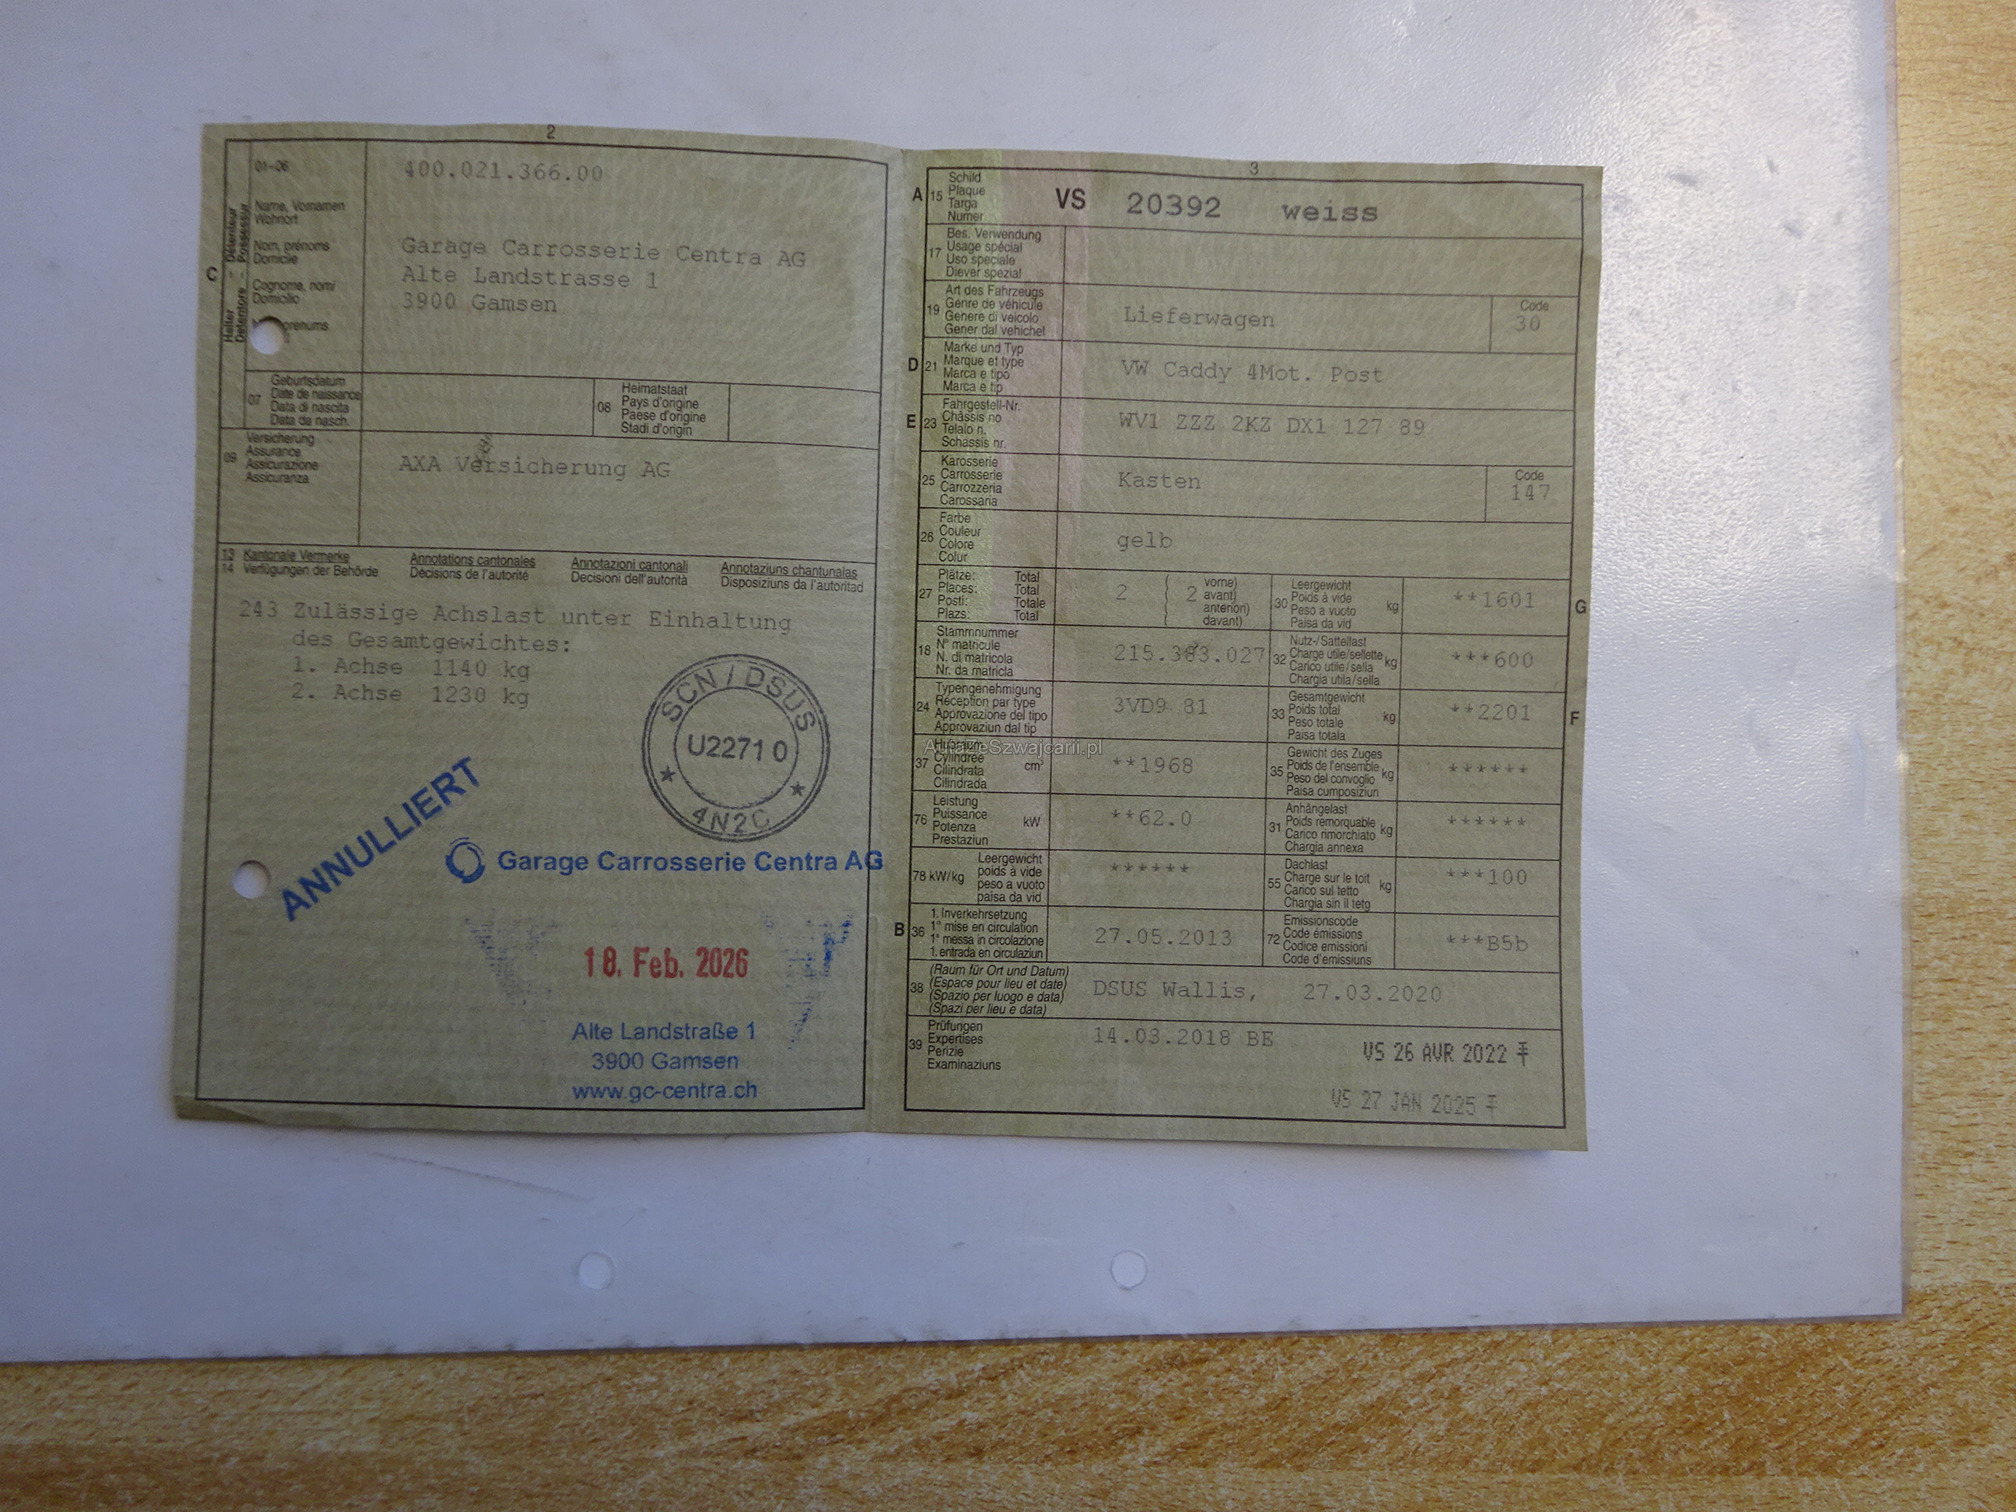 2
01-06
400.021.366.00
C
Halter - Détenteur
Detentore - Possessur
Name, Vornamen
Wohnort
Nom, prénoms
Domicile
Cognome, nomi
Domicilio
prenums
Garage Carrosserie Centra AG
Alte Landstrasse 1
3900 Gamsen
07
Geburtsdatum
Date de naissance
Data di nascita
Data da nasch.
08
Heimatstaat
Pays d'origine
Paese d'origine
Stadi d'origin
09
Versicherung
Assurance
Assicurazione
Assicuranza
AXA Versicherung AG
13 Kantonale Vermerke Annotations cantonales Annotazioni cantonali Annotaziuns chantunalas
14 Verfügungen der Behörde Décisions de l'autorité Decisioni dell'autorità Disposiziuns da l'autoritad
243 Zulässige Achslast unter Einhaltung
des Gesamtgewichtes:
1. Achse 1140 kg
2. Achse 1230 kg
SCN / DSUS
U22710
4N2C
ANNULLIERT
Garage Carrosserie Centra AG
18. Feb. 2026
Alte Landstraße 1
3900 Gamsen
www.gc-centra.ch
3
A 15
Schild
Plaque
Targa
Numer
VS 20392 weiss
17
Bes. Verwendung
Usage spécial
Uso speciale
Diever spezial
19
Art des Fahrzeugs
Genre de véhicule
Genere di veicolo
Gener dal vehichel
Lieferwagen
Code
30
D 21
Marke und Typ
Marque et type
Marca e tipo
Marca e tip
VW Caddy 4Mot. Post
E 23
Fahrgestell-Nr.
Châssis no
Telaio n.
Schassis nr.
WV1 ZZZ 2KZ DX1 127 89
25
Karosserie
Carrosserie
Carrozzeria
Carossaria
Kasten
Code
147
26
Farbe
Couleur
Colore
Colur
gelb
27
Plätze: Total
Places: Total
Posti: Totale
Plazs: Total
2 2
vorne)
avant)
anteriori)
davant)
30
Leergewicht
Poids à vide
Peso a vuoto
Paisa da vid
kg
**1601
G
18
Stammnummer
N° matricule
N. di matricola
Nr. da matricla
215.383.027
32
Nutz-/Sattellast
Charge utile/sellette
Carico utile/sella
Chargia utila/sella
kg
***600
24
Typengenehmigung
Réception par type
Approvazione del tipo
Approvaziun dal tip
3VD9 81
33
Gesamtgewicht
Poids total
Peso totale
Paisa totala
kg
**2201
F
AutaZeSzwajcarii.pl
37
Hubraum
Cylindrée
Cilindrata
Cilindrada
cm³
**1968
35
Gewicht des Zuges
Poids de l'ensemble
Peso del convoglio
Paisa cumposiziun
kg
******
76
Leistung
Puissance
Potenza
Prestaziun
kW
**62.0
31
Anhängelast
Poids remorquable
Carico rimorchiato
Chargia annexa
kg
******
78 kW/kg
Leergewicht
poids à vide
peso a vuoto
paisa da vid
******
55
Dachlast
Charge sur le toit
Carico sul tetto
Chargia sin il tetg
kg
***100
B 36
1. Inverkehrsetzung
1re mise en circulation
1a messa in circolazione
1. entrada en circulaziun
27.05.2013
72
Emissionscode
Code émissions
Codice emissioni
Code d'emissiuns
***B5b
38
(Raum für Ort und Datum)
(Espace pour lieu et date)
(Spazio per luogo e data)
(Spazi per lieu e data)
DSUS Wallis, 27.03.2020
39
Prüfungen
Expertises
Perizie
Examinaziuns
14.03.2018 BE
VS 26 AVR 2022
VS 27 JAN 2025